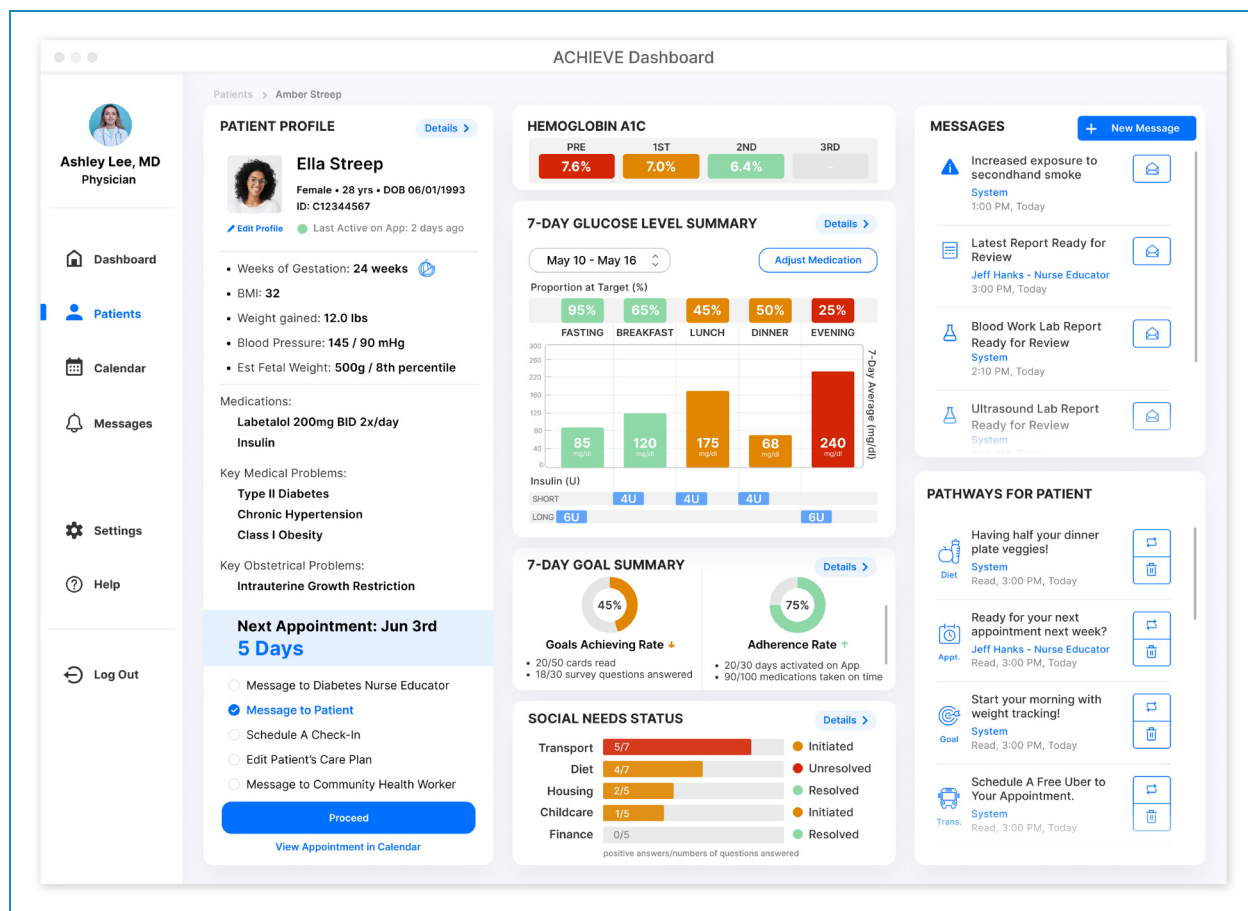 ACHIEVE Dashboard
Ashley Lee, MD
Physician
Dashboard
Patients
Calendar
Messages
Settings
Help
Log Out
Patients > Amber Streep
PATIENT PROFILE
Details >
Ella Streep
Female • 28 yrs • DOB 06/01/1993
ID: C12344567
Edit Profile
Last Active on App: 2 days ago
• Weeks of Gestation: 24 weeks
• BMI: 32
• Weight gained: 12.0 lbs
• Blood Pressure: 145 / 90 mHg
• Est Fetal Weight: 500g / 8th percentile
Medications:
Labetalol 200mg BID 2x/day
Insulin
Key Medical Problems:
Type II Diabetes
Chronic Hypertension
Class I Obesity
Key Obstetrical Problems:
Intrauterine Growth Restriction
Next Appointment: Jun 3rd
5 Days
Message to Diabetes Nurse Educator
Message to Patient
Schedule A Check-In
Edit Patient's Care Plan
Message to Community Health Worker
Proceed
View Appointment in Calendar
HEMOGLOBIN A1C
PRE 1ST 2ND 3RD
7.6% 7.0% 6.4% -
7-DAY GLUCOSE LEVEL SUMMARY
Details >
May 10 - May 16
Adjust Medication
Proportion at Target (%)
95% 65% 45% 50% 25%
FASTING BREAKFAST LUNCH DINNER EVENING
300
260
220
160
120
80
40
0
85 120 175 68 240
mg/dl mg/dl mg/dl mg/dl mg/dl
7-Day Average (mg/dl)
Insulin (U)
SHORT 4U 4U 4U
LONG 6U 6U
7-DAY GOAL SUMMARY
Details >
45%
Goals Achieving Rate ↓
• 20/50 cards read
• 18/30 survey questions answered
75%
Adherence Rate ↑
• 20/30 days activated on App
• 90/100 medications taken on time
SOCIAL NEEDS STATUS
Details >
Transport 5/7 Initiated
Diet 4/7 Unresolved
Housing 2/5 Resolved
Childcare 1/5 Initiated
Finance 0/5 Resolved
positive answers/numbers of questions answered
MESSAGES
+ New Message
Increased exposure to
secondhand smoke
System
1:00 PM, Today
Latest Report Ready for
Review
Jeff Hanks - Nurse Educator
3:00 PM, Today
Blood Work Lab Report
Ready for Review
System
2:10 PM, Today
Ultrasound Lab Report
Ready for Review
System
PATHWAYS FOR PATIENT
Diet
Having half your dinner
plate veggies!
System
Read, 3:00 PM, Today
Appt.
Ready for your next
appointment next week?
Jeff Hanks - Nurse Educator
Read, 3:00 PM, Today
Goal
Start your morning with
weight tracking!
System
Read, 3:00 PM, Today
Trans.
Schedule A Free Uber to
Your Appointment.
System
Read, 3:00 PM, Today